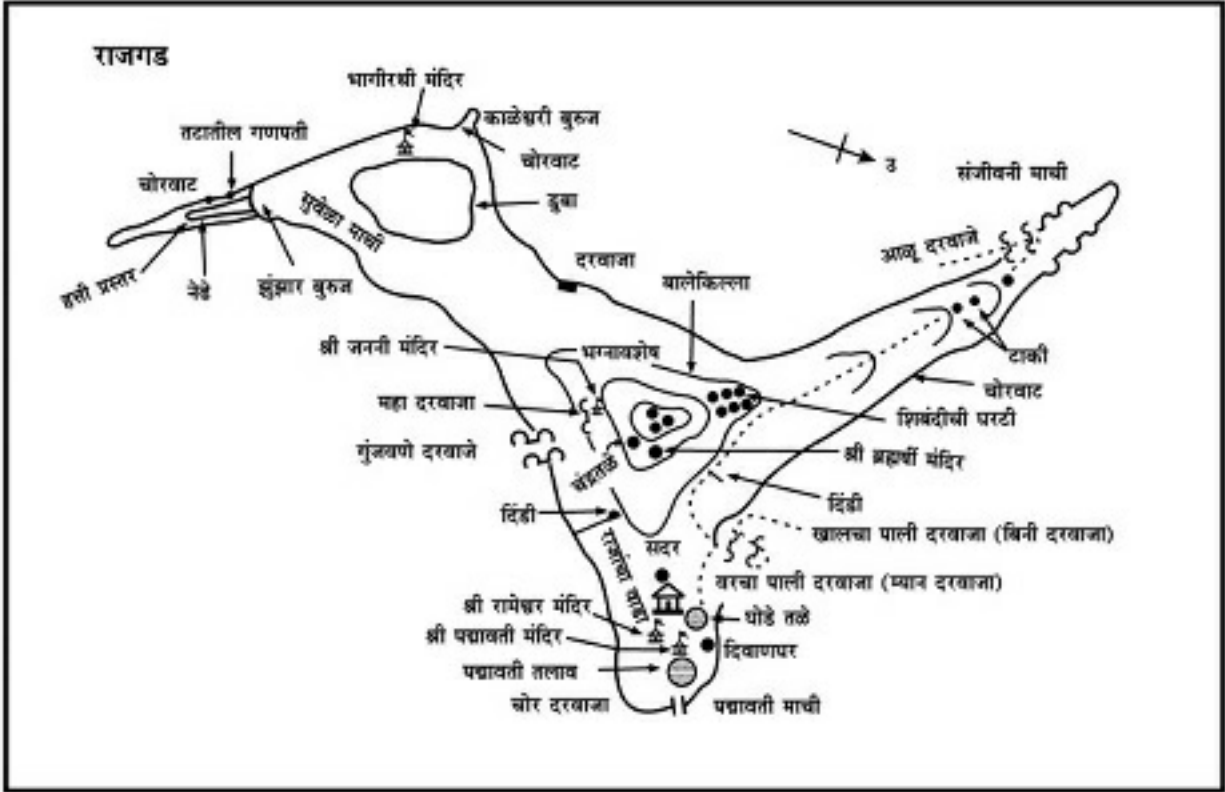 राजगड
भागीरथी मंदिर
काळेश्वरी बुरुज
तटातील गणपती
चोरवाट
उ
चोरवाट
संजीवनी माची
सुवेळा माची
डुबा
आळू दरवाजे
हत्ती प्रस्तर
नेढे
झुंझार बुरुज
दरवाजा
बालेकिल्ला
श्री जननी मंदिर
भग्नावशेष
टाकी
चोरवाट
महा दरवाजा
शिबंदीची घरटी
गुंजवणे दरवाजे
श्री ब्रह्मर्षी मंदिर
चंद्रतळे
दिंडी
दिंडी
खालचा पाली दरवाजा (बिनी दरवाजा)
सदर
राजांचा वाडा
वरचा पाली दरवाजा (म्यान दरवाजा)
श्री रामेश्वर मंदिर
घोडे तळे
श्री पद्मावती मंदिर
दिवाणघर
पद्मावती तलाव
चोर दरवाजा
पद्मावती माची